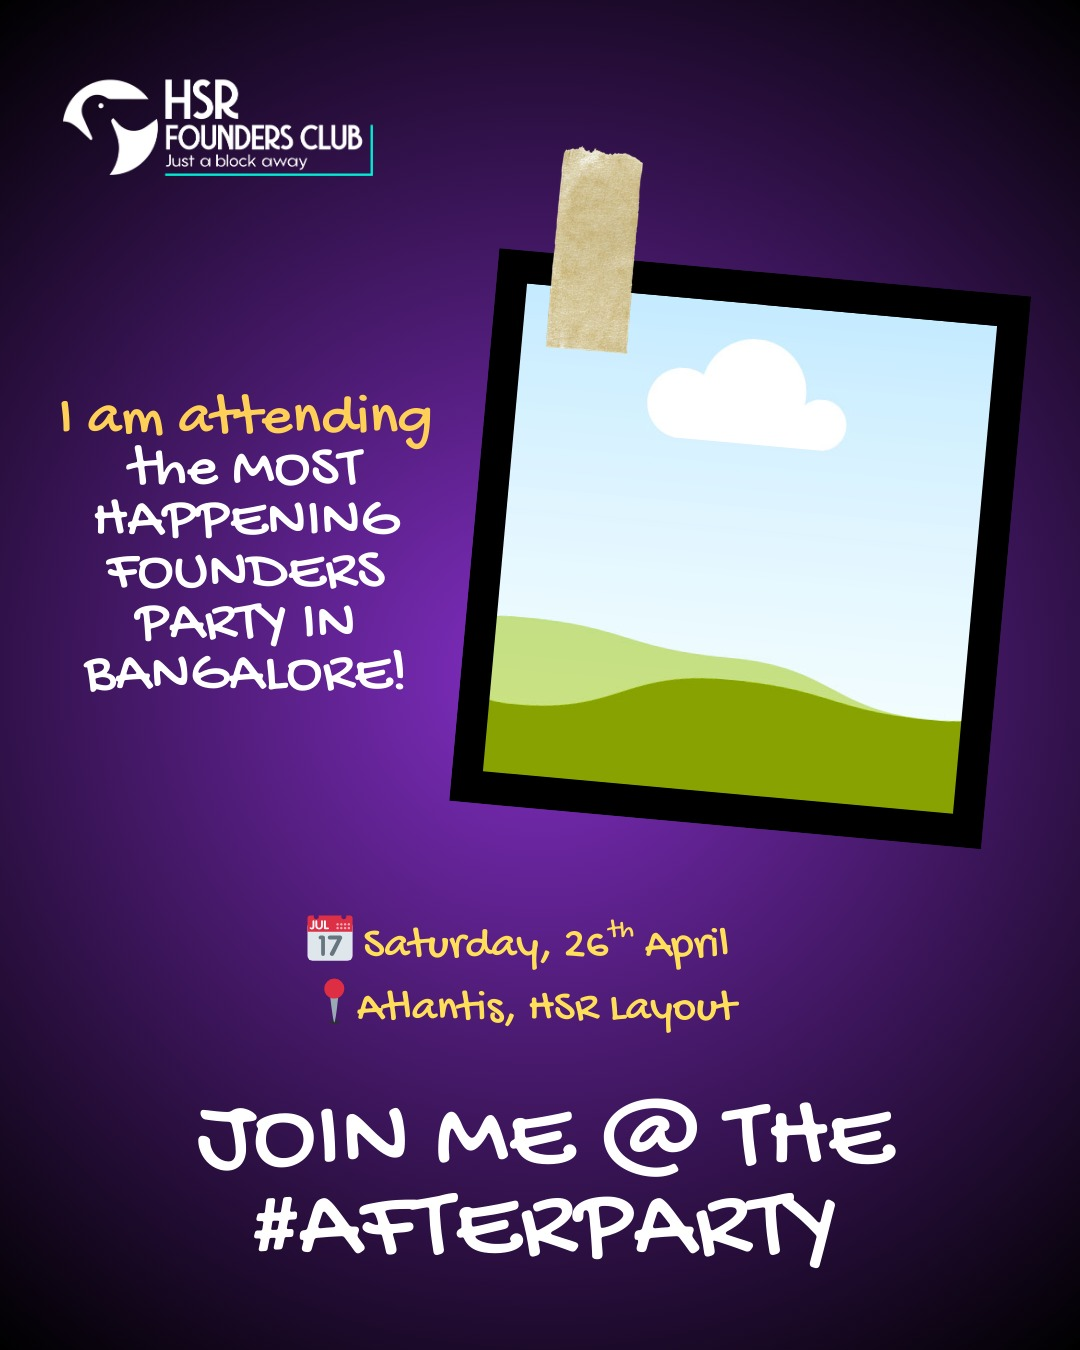 HSR
FOUNDERS CLUB
Just a block away
I am attending
the MOST
HAPPENING
FOUNDERS
PARTY IN
BANGALORE!
JUL
17
Saturday, 26th April
Atlantis, HSR Layout
JOIN ME @ THE
#AFTERPARTY